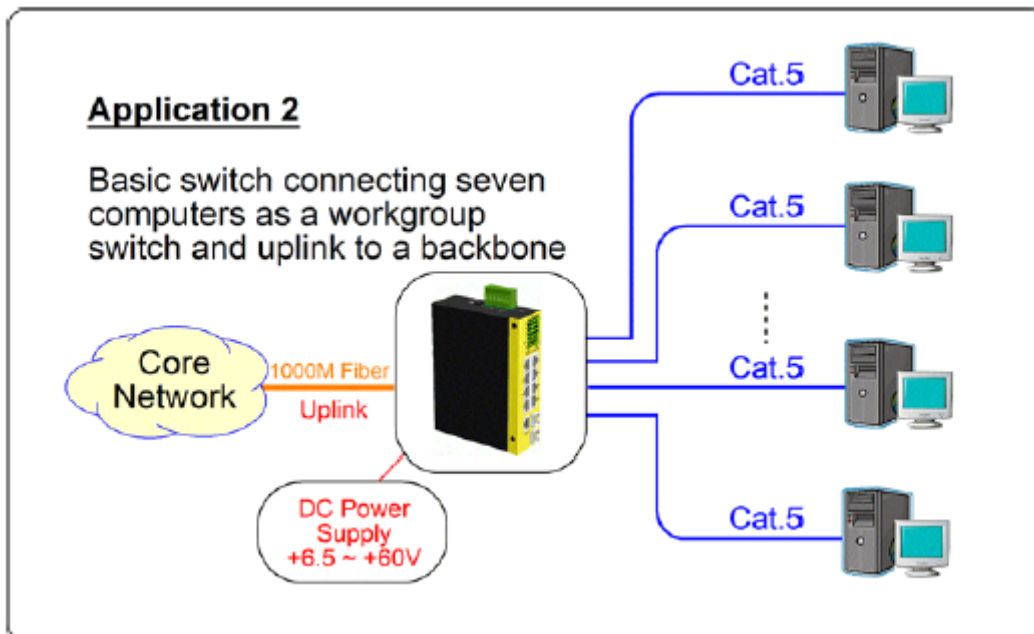 Application 2
Basic switch connecting seven
computers as a workgroup
switch and uplink to a backbone
Cat.5
Cat.5
Cat.5
Cat.5
Core
Network
1000M Fiber
Uplink
DC Power
Supply
+6.5 ~ +60V